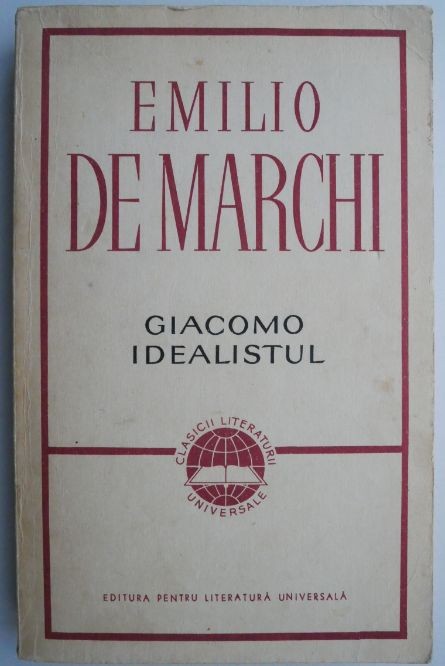 EMILIO
DE MARCHI
GIACOMO
IDEALISTUL
CLASICII LITERATURII
UNIVERSALE
EDITURA PENTRU LITERATURĂ UNIVERSALĂ